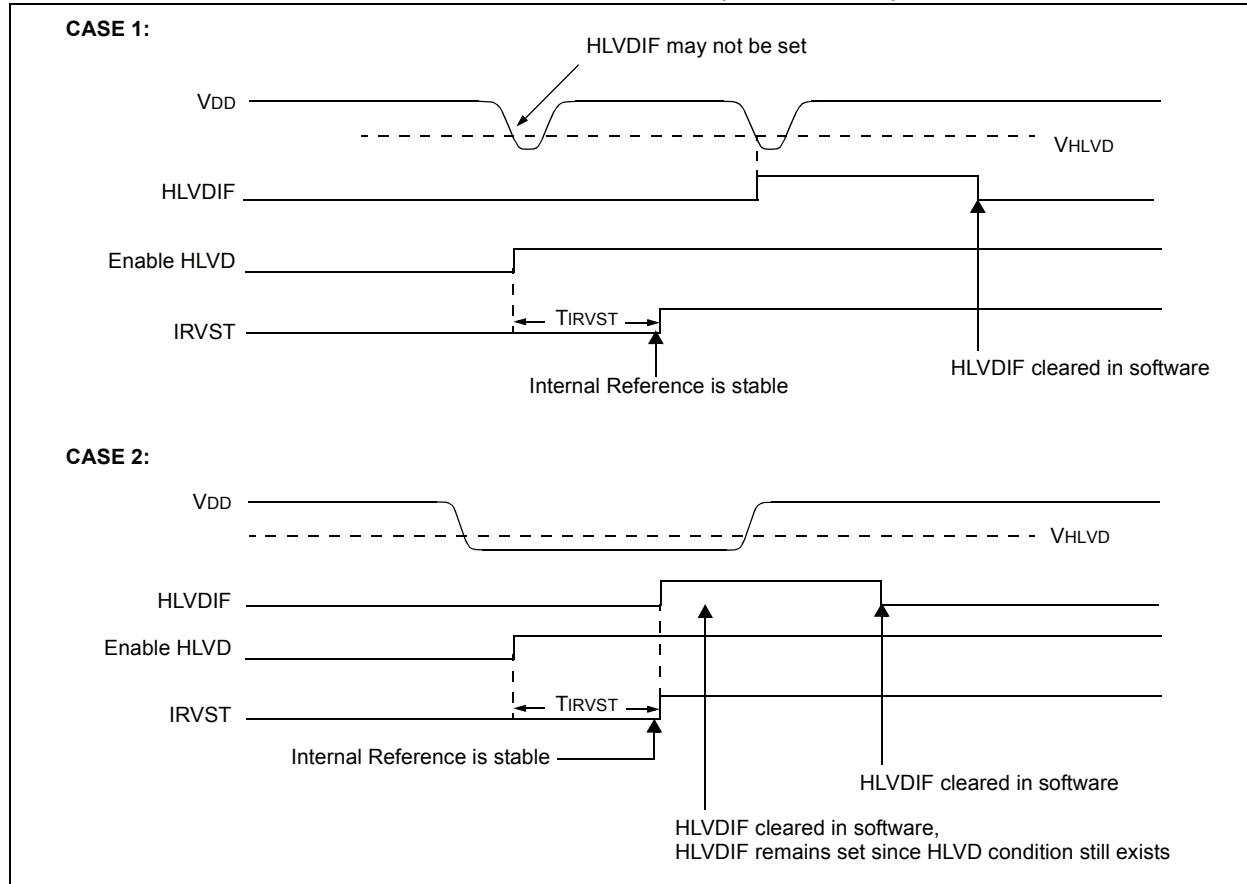 CASE 1:
HLVDIF may not be set
VDD
VHLVD
HLVDIF
Enable HLVD
TIRVST
IRVST
HLVDIF cleared in software
Internal Reference is stable
CASE 2:
VDD
VHLVD
HLVDIF
Enable HLVD
TIRVST
IRVST
Internal Reference is stable
HLVDIF cleared in software
HLVDIF cleared in software,
HLVDIF remains set since HLVD condition still exists